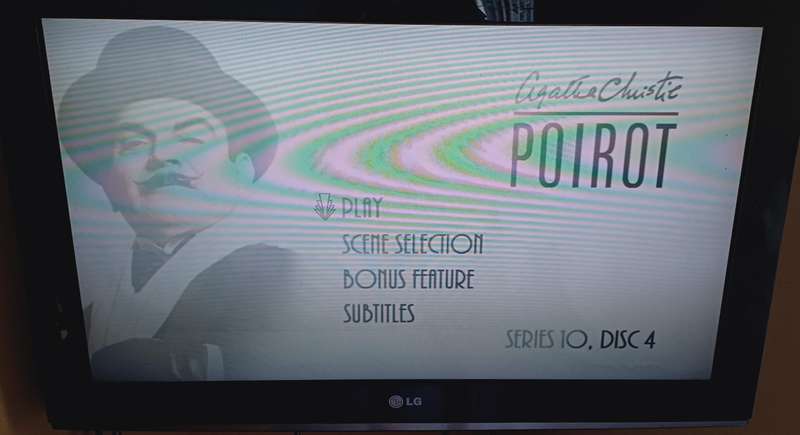 Agatha Christie
POIROT
PLAY
SCENE SELECTION
BONUS FEATURE
SUBTITLES
SERIES 10, DISC 4
LG